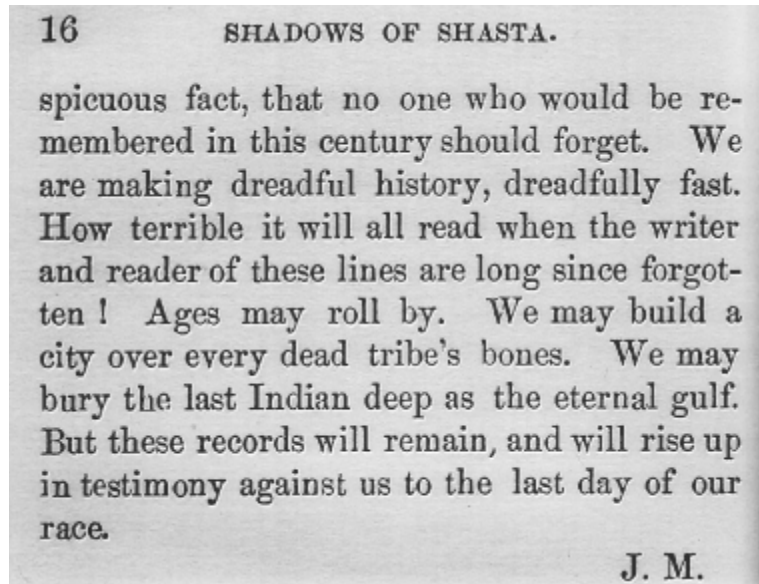 16 SHADOWS OF SHASTA.
spicuous fact, that no one who would be re-
membered in this century should forget. We
are making dreadful history, dreadfully fast.
How terrible it will all read when the writer
and reader of these lines are long since forgot-
ten ! Ages may roll by. We may build a
city over every dead tribe's bones. We may
bury the last Indian deep as the eternal gulf.
But these records will remain, and will rise up
in testimony against us to the last day of our
race.
J. M.